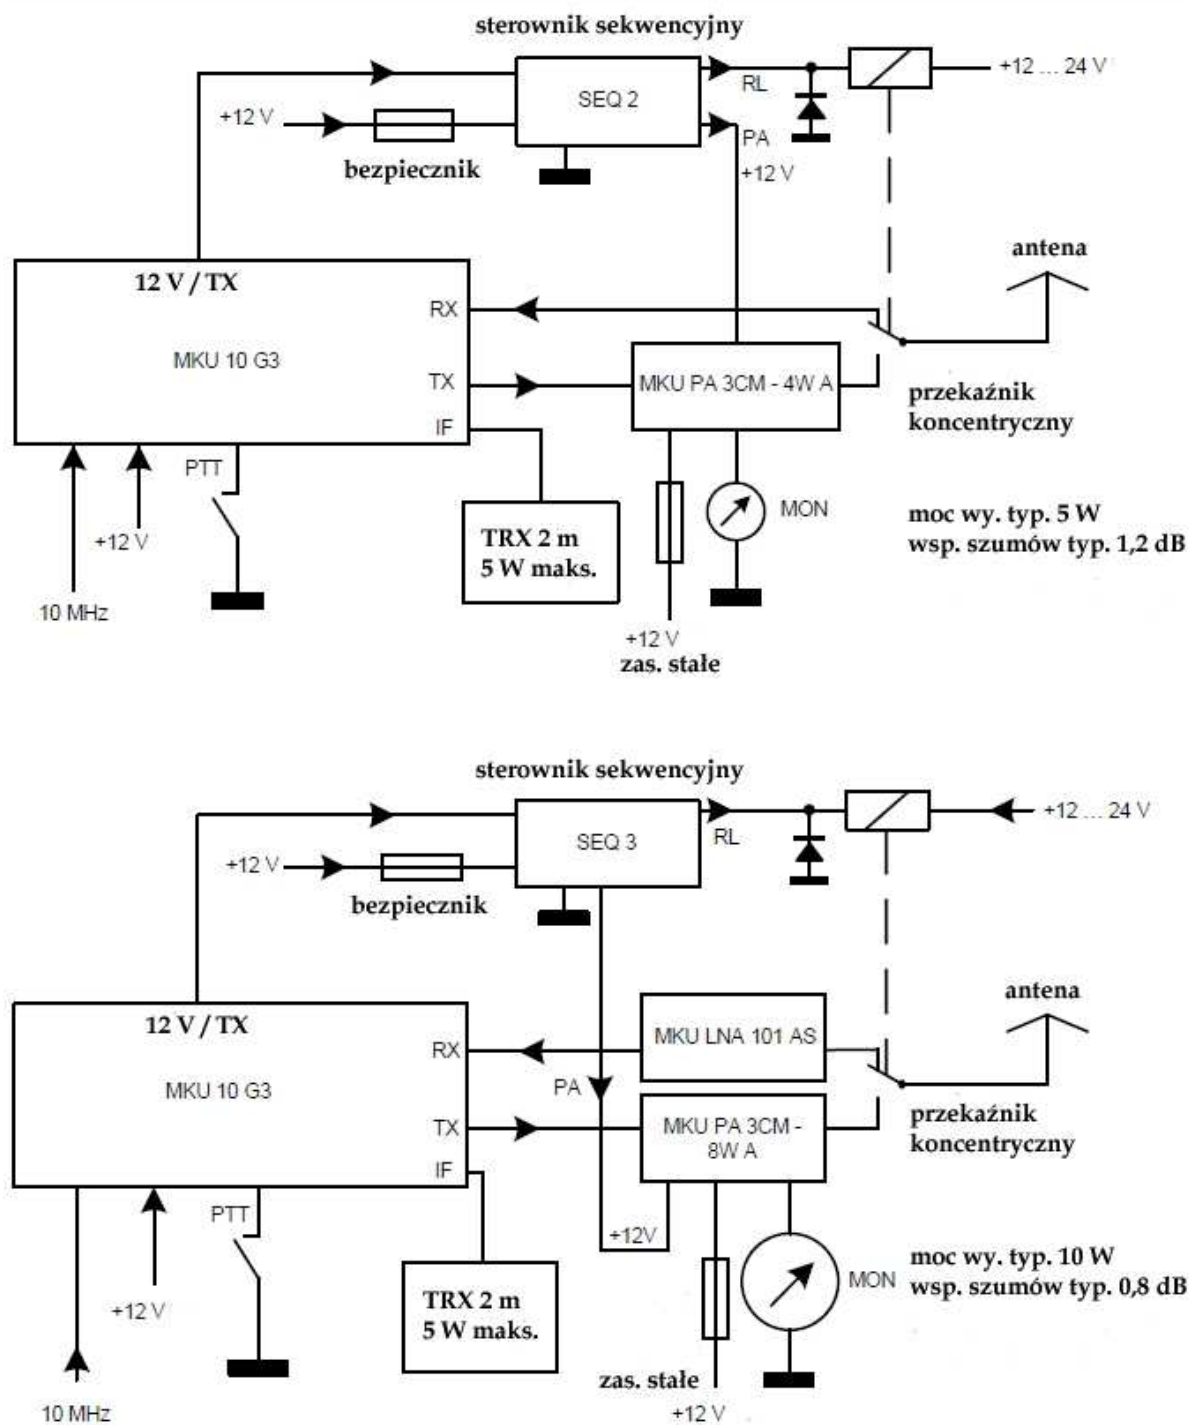 sterownik sekwencyjny
SEQ 2
RL
+12 ... 24 V
+12 V
PA
bezpiecznik
+12 V
antena
12 V / TX
RX
MKU 10 G3
TX
MKU PA 3CM - 4W A
przekaźnik
koncentryczny
IF
PTT
TRX 2 m
5 W maks.
MON
moc wy. typ. 5 W
wsp. szumów typ. 1,2 dB
+12 V
10 MHz
+12 V
zas. stałe
sterownik sekwencyjny
SEQ 3
RL
+12 ... 24 V
+12 V
bezpiecznik
antena
12 V / TX
MKU LNA 101 AS
RX
MKU 10 G3
PA
TX
MKU PA 3CM -
8W A
przekaźnik
koncentryczny
IF
PTT
+12V
TRX 2 m
5 W maks.
MON
moc wy. typ. 10 W
wsp. szumów typ. 0,8 dB
+12 V
zas. stałe
10 MHz
+12 V